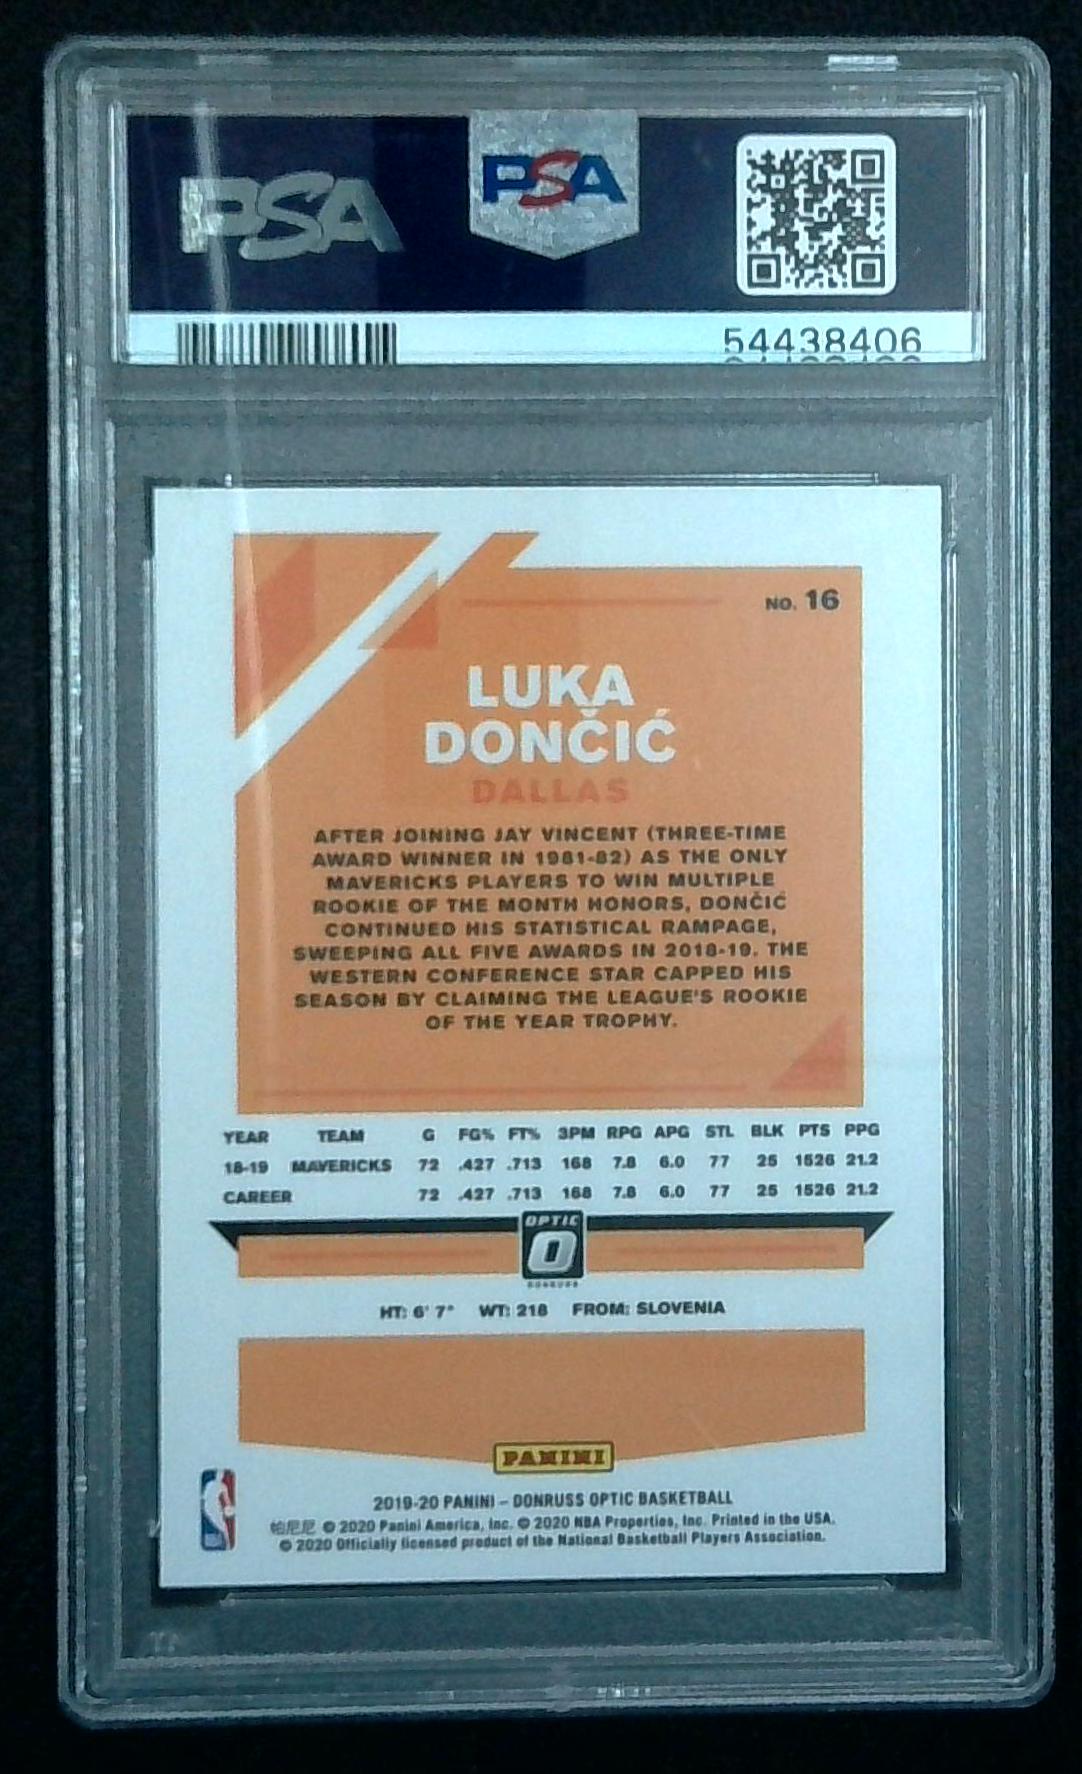 PSA
PSA
54438406
NO. 16
LUKA
DONČIĆ
DALLAS
AFTER JOINING JAY VINCENT (THREE-TIME
AWARD WINNER IN 1981-82) AS THE ONLY
MAVERICKS PLAYERS TO WIN MULTIPLE
ROOKIE OF THE MONTH HONORS, DONČIĆ
CONTINUED HIS STATISTICAL RAMPAGE,
SWEEPING ALL FIVE AWARDS IN 2018-19. THE
WESTERN CONFERENCE STAR CAPPED HIS
SEASON BY CLAIMING THE LEAGUE'S ROOKIE
OF THE YEAR TROPHY.
YEAR TEAM G FG% FT% 3PM RPG APG STL BLK PTS PPG
18-19 MAVERICKS 72 .427 .713 168 7.8 6.0 77 25 1526 21.2
CAREER 72 .427 .713 168 7.8 6.0 77 25 1526 21.2
OPTIC
O
DONRUSS
HT: 6' 7" WT: 218 FROM: SLOVENIA
PANINI
2019-20 PANINI – DONRUSS OPTIC BASKETBALL
帕尼尼 © 2020 Panini America, Inc. © 2020 NBA Properties, Inc. Printed in the USA.
© 2020 Officially licensed product of the National Basketball Players Association.